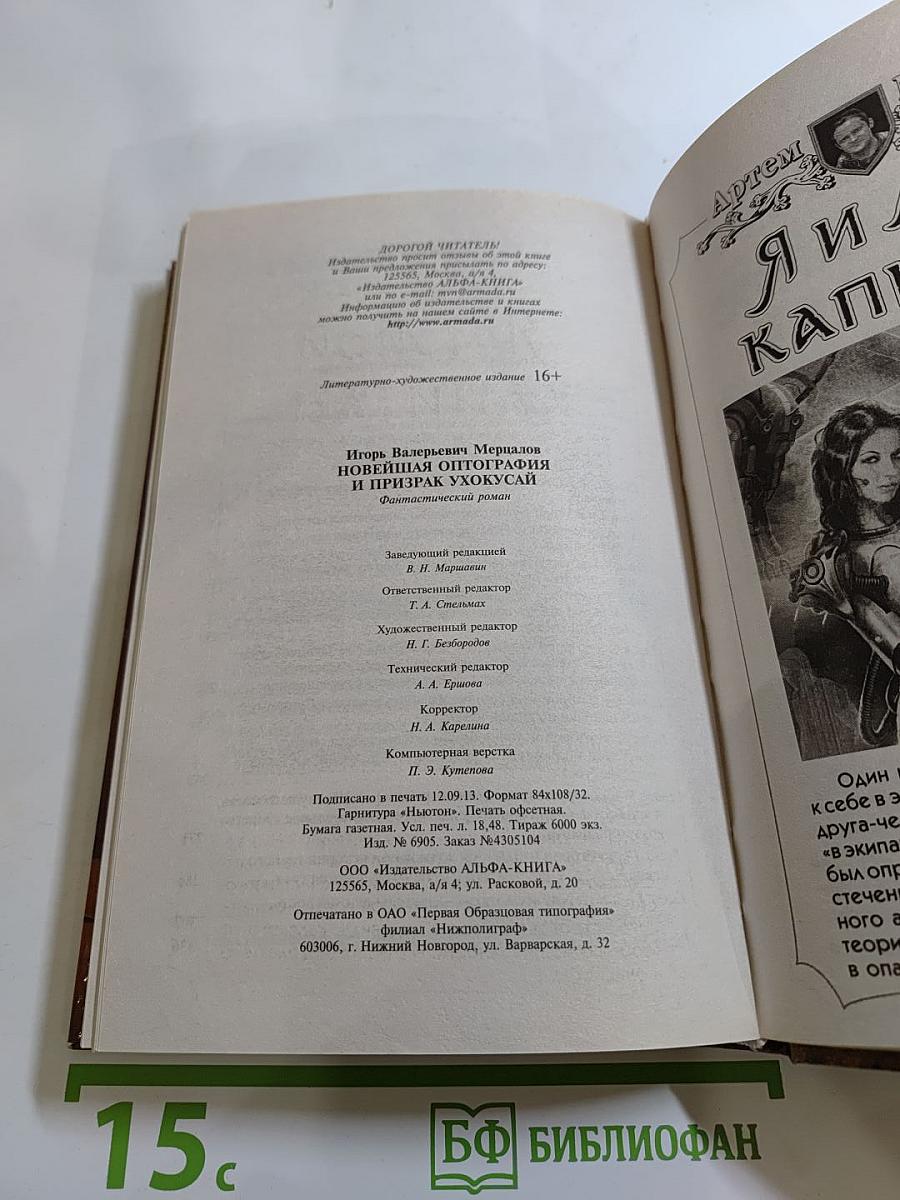 ДОРОГОЙ ЧИТАТЕЛЬ!
Издательство просит отзывы об этой книге
и Ваши предложения присылать по адресу:
125565, Москва, а/я 4,
«Издательство АЛЬФА-КНИГА»
или по e-mail: mvn@armada.ru
Информацию об издательстве и книгах
можно получить на нашем сайте в Интернете:
http://www.armada.ru
Литературно-художественное издание 16+
Игорь Валерьевич Мерцалов
НОВЕЙШАЯ ОПТОГРАФИЯ
И ПРИЗРАК УХОКУСАЙ
Фантастический роман
Заведующий редакцией
В. Н. Маршавин
Ответственный редактор
Т. А. Стельмах
Художественный редактор
Н. Г. Безбородов
Технический редактор
А. А. Ершова
Корректор
Н. А. Карелина
Компьютерная верстка
П. Э. Кутепова
Подписано в печать 12.09.13. Формат 84х108/32.
Гарнитура «Ньютон». Печать офсетная.
Бумага газетная. Усл. печ. л. 18,48. Тираж 6000 экз.
Изд. № 6905. Заказ №4305104
ООО «Издательство АЛЬФА-КНИГА»
125565, Москва, а/я 4; ул. Расковой, д. 20
Отпечатано в ОАО «Первая Образцовая типография»
филиал «Нижполиграф»
603006, г. Нижний Новгород, ул. Варварская, д. 32
Артем
Я и
КАПИ
Один
к себе в э
друга-че
«в экипа
был опр
стечени
ного а
теори
в опа
15 с
БФ БИБЛИОФАН